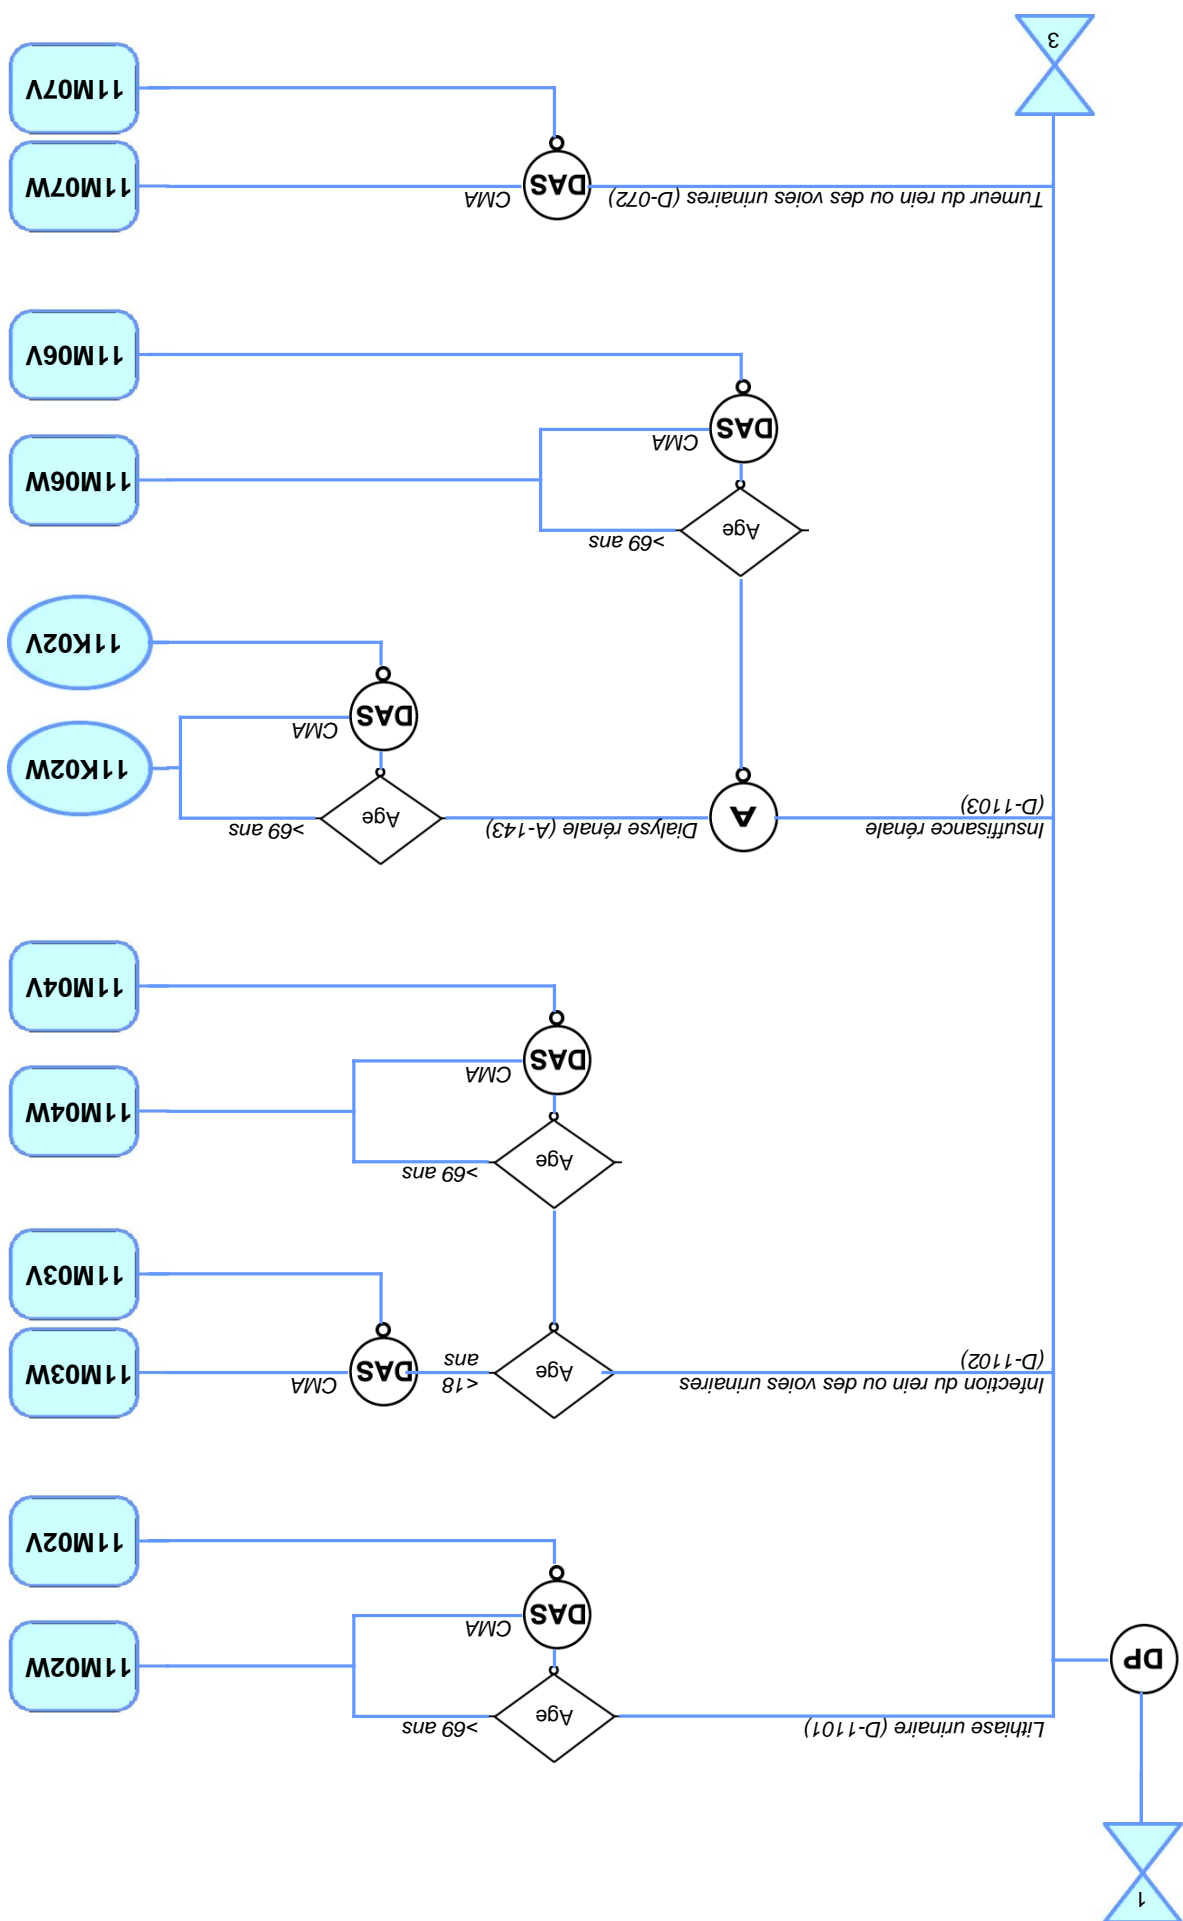 1
DP
Lithiase urinaire (D-1101)
Age
>69 ans
11M02W
DAS
CMA
11M02V
Infection du rein ou des voies urinaires
(D-1102)
Age
<18
ans
DAS
CMA
11M03W
11M03V
Age
>69 ans
11M04W
DAS
CMA
11M04V
Insuffisance rénale
(D-1103)
A
Dialyse rénale (A-143)
Age
>69 ans
11K02W
DAS
CMA
11K02V
Age
>69 ans
11M06W
DAS
CMA
11M06V
Tumeur du rein ou des voies urinaires (D-072)
DAS
CMA
11M07W
11M07V
3